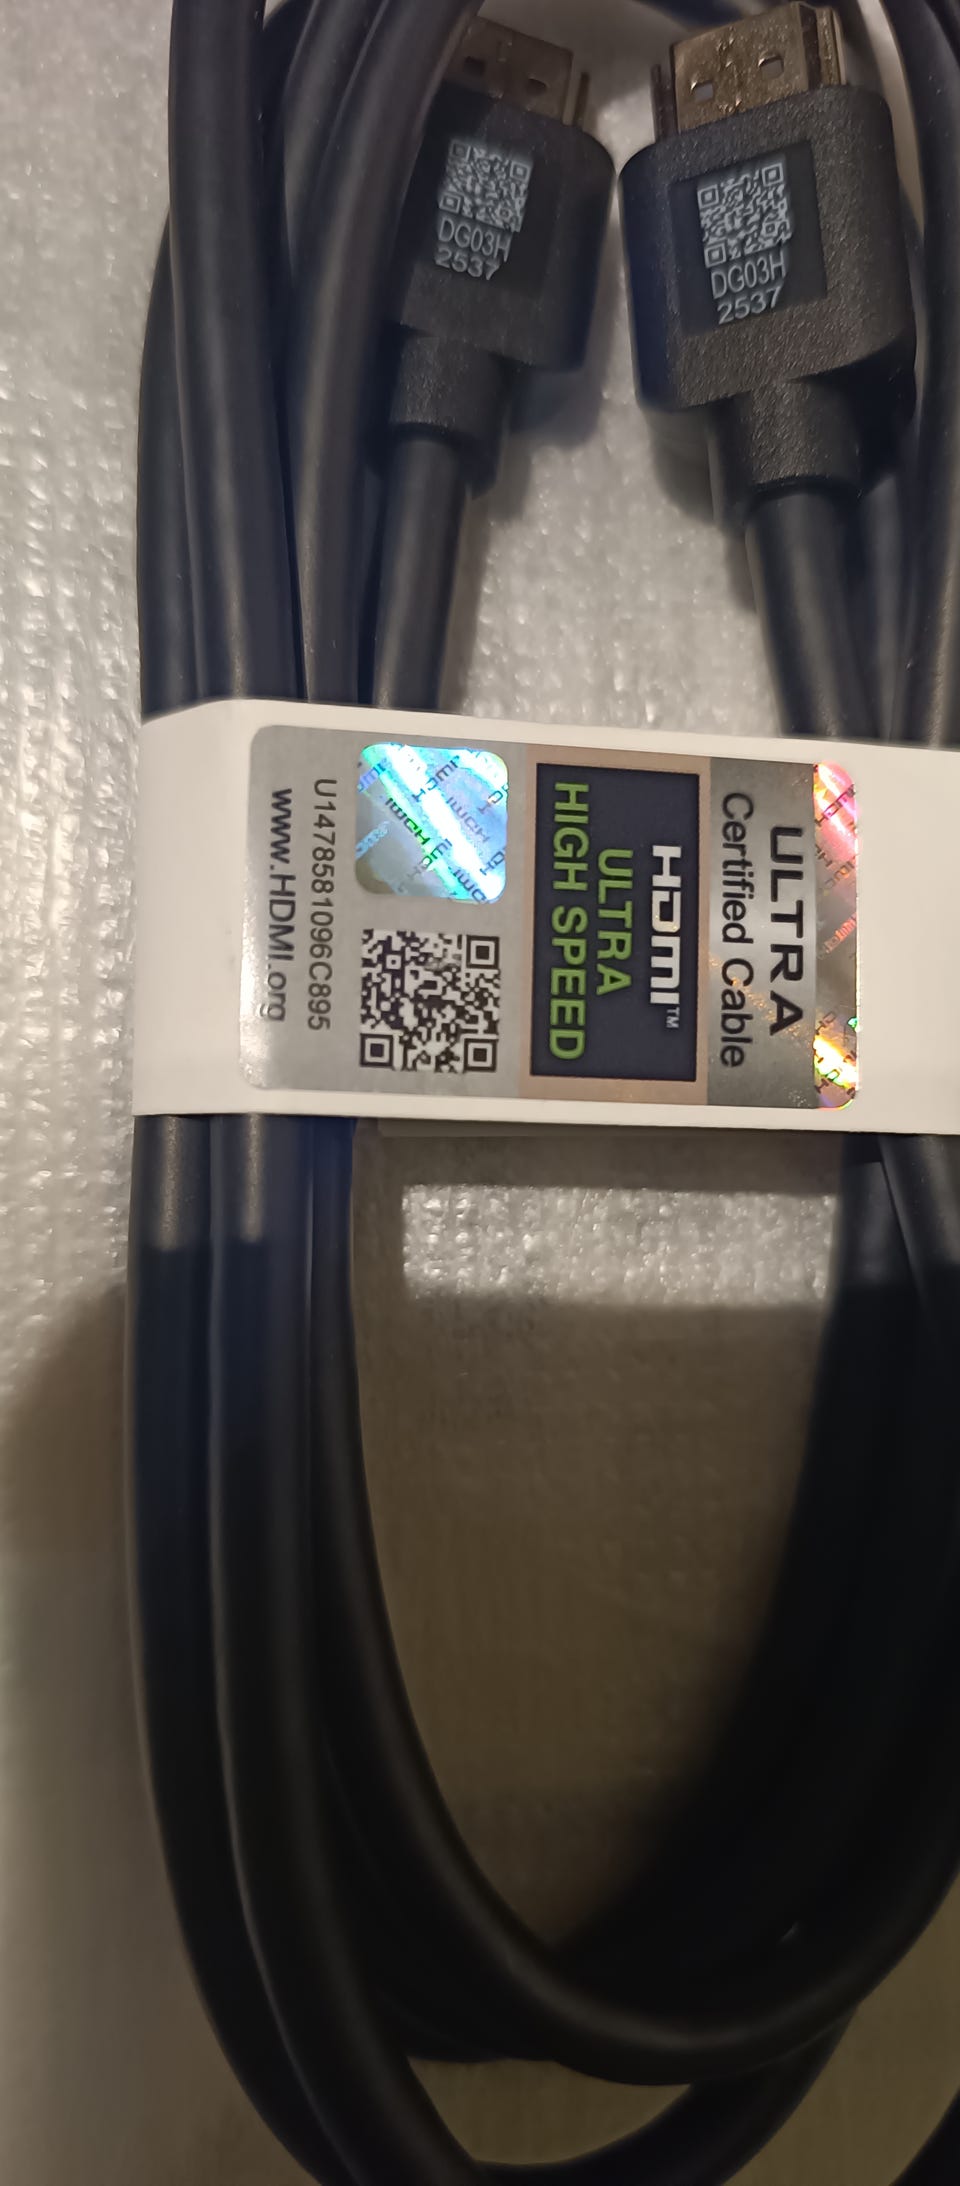 DG03H
2537
DG03H
2537
ULTRA
Certified Cable
HDMI™
ULTRA
HIGH SPEED
U1478581096C895
www.HDMI.org